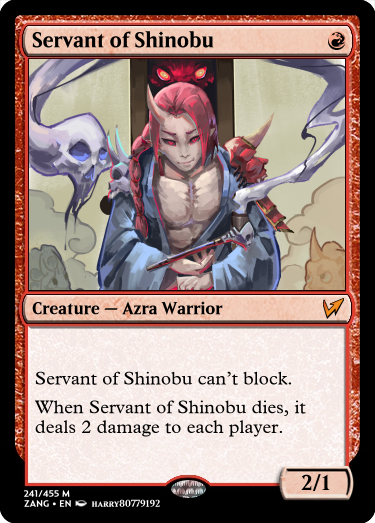 Servant of Shinobu
Creature — Azra Warrior
Servant of Shinobu can't block.
When Servant of Shinobu dies, it
deals 2 damage to each player.
2/1
241/455 M
ZANG • EN HARRY80779192